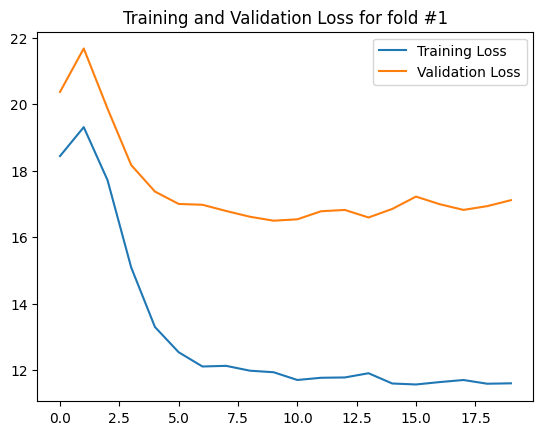 Training and Validation Loss for fold #1
Training Loss
Validation Loss
22
20
18
16
14
12
0.0 2.5 5.0 7.5 10.0 12.5 15.0 17.5